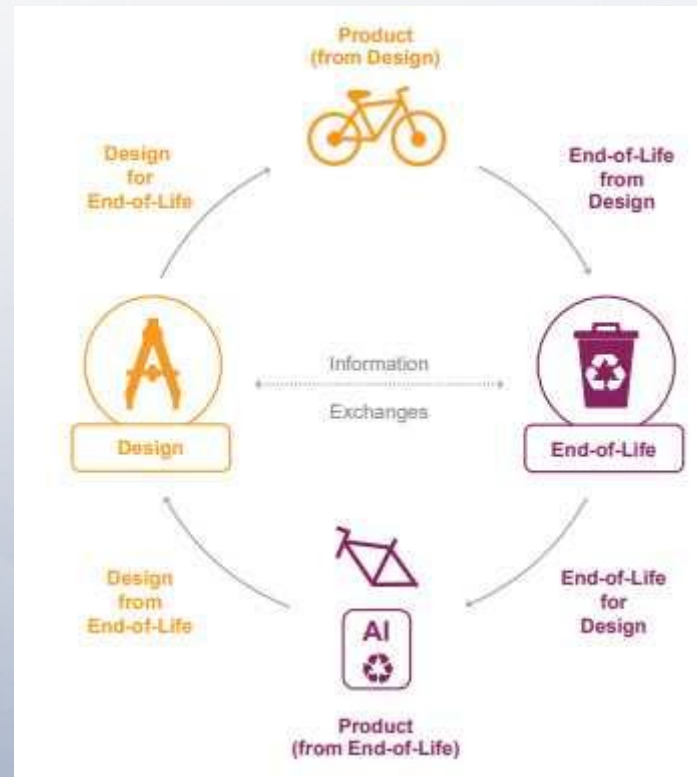 Product
(from Design)
Design
for
End-of-Life
End-of-Life
from
Design
Information
Exchanges
Design
End-of-Life
Design
from
End-of-Life
End-of-Life
for
Design
Al
Product
(from End-of-Life)